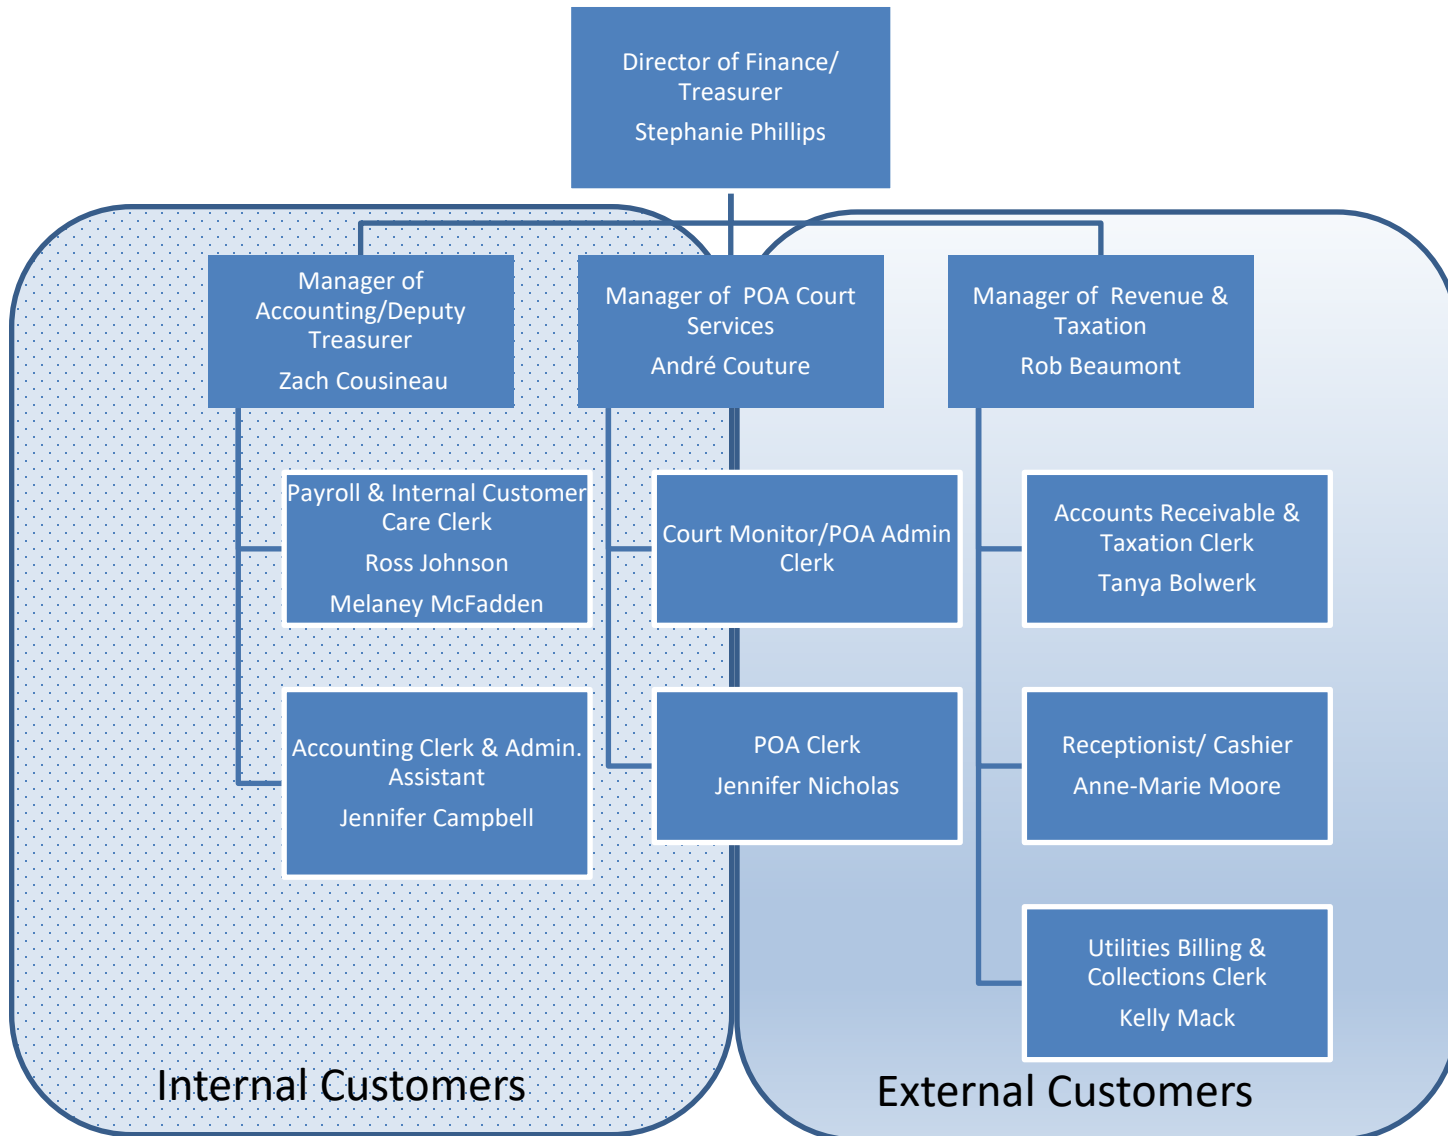 Director of Finance/
Treasurer
Stephanie Phillips
Manager of
Accounting/Deputy
Treasurer
Zach Cousineau
Manager of  POA Court
Services
André Couture
Manager of  Revenue &
Taxation
Rob Beaumont
Payroll & Internal Customer
Care Clerk
Ross Johnson
Melaney McFadden
Court Monitor/POA Admin
Clerk
Accounts Receivable &
Taxation Clerk
Tanya Bolwerk
Accounting Clerk & Admin.
Assistant
Jennifer Campbell
POA Clerk
Jennifer Nicholas
Receptionist/ Cashier
Anne-Marie Moore
Utilities Billing &
Collections Clerk
Kelly Mack
Internal Customers
External Customers